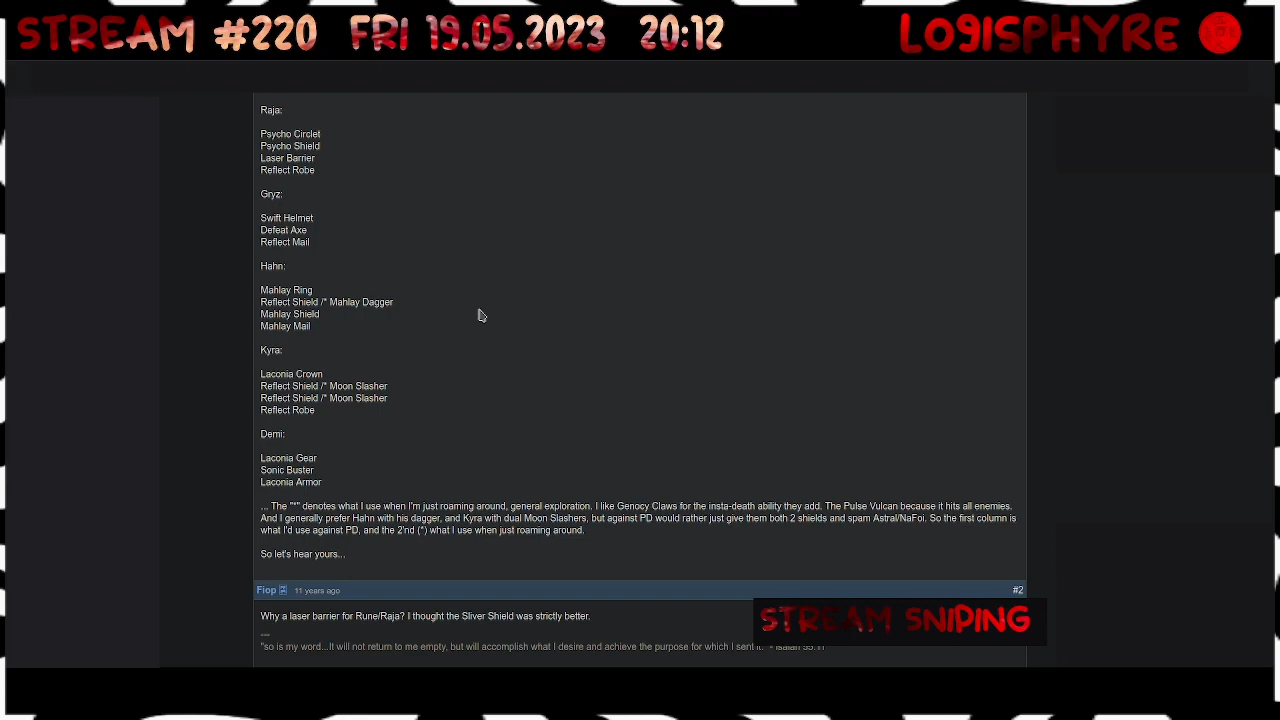 STREAM #220 FRI 19.05.2023 20:12 LOGISPHYRE
Raja:
Psycho Circlet
Psycho Shield
Laser Barrier
Reflect Robe
Gryz:
Swift Helmet
Defeat Axe
Reflect Mail
Hahn:
Mahlay Ring
Reflect Shield /* Mahlay Dagger
Mahlay Shield
Mahlay Mail
Kyra:
Laconia Crown
Reflect Shield /* Moon Slasher
Reflect Shield /* Moon Slasher
Reflect Robe
Demi:
Laconia Gear
Sonic Buster
Laconia Armor
... The "*" denotes what I use when I'm just roaming around, general exploration. I like Genocy Claws for the insta-death ability they add. The Pulse Vulcan because it hits all enemies.
And I generally prefer Hahn with his dagger, and Kyra with dual Moon Slashers, but against PD would rather just give them both 2 shields and spam Astral/NaFoi. So the first column is
what I'd use against PD, and the 2'nd (*) what I use when just roaming around.
So let's hear yours...
Fiop 11 years ago #2
Why a laser barrier for Rune/Raja? I thought the Sliver Shield was strictly better.
STREAM SNIPING
---
"so is my word...It will not return to me empty, but will accomplish what I desire and achieve the purpose for which I sent it." - Isaiah 55:11